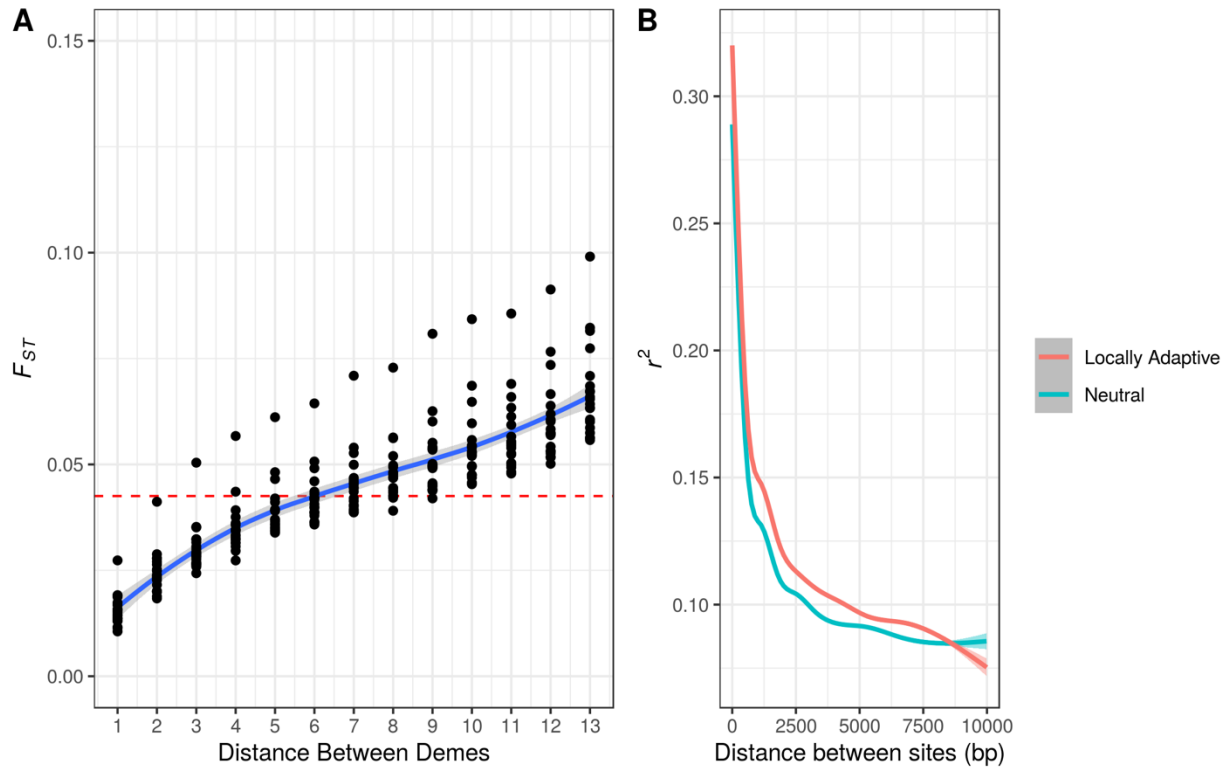 A
0.15
0.10
0.05
0.00
F_ST
1 2 3 4 5 6 7 8 9 10 11 12 13
Distance Between Demes
B
0.30
0.25
0.20
0.15
0.10
r²
0 2500 5000 7500 10000
Distance between sites (bp)
Locally Adaptive
Neutral